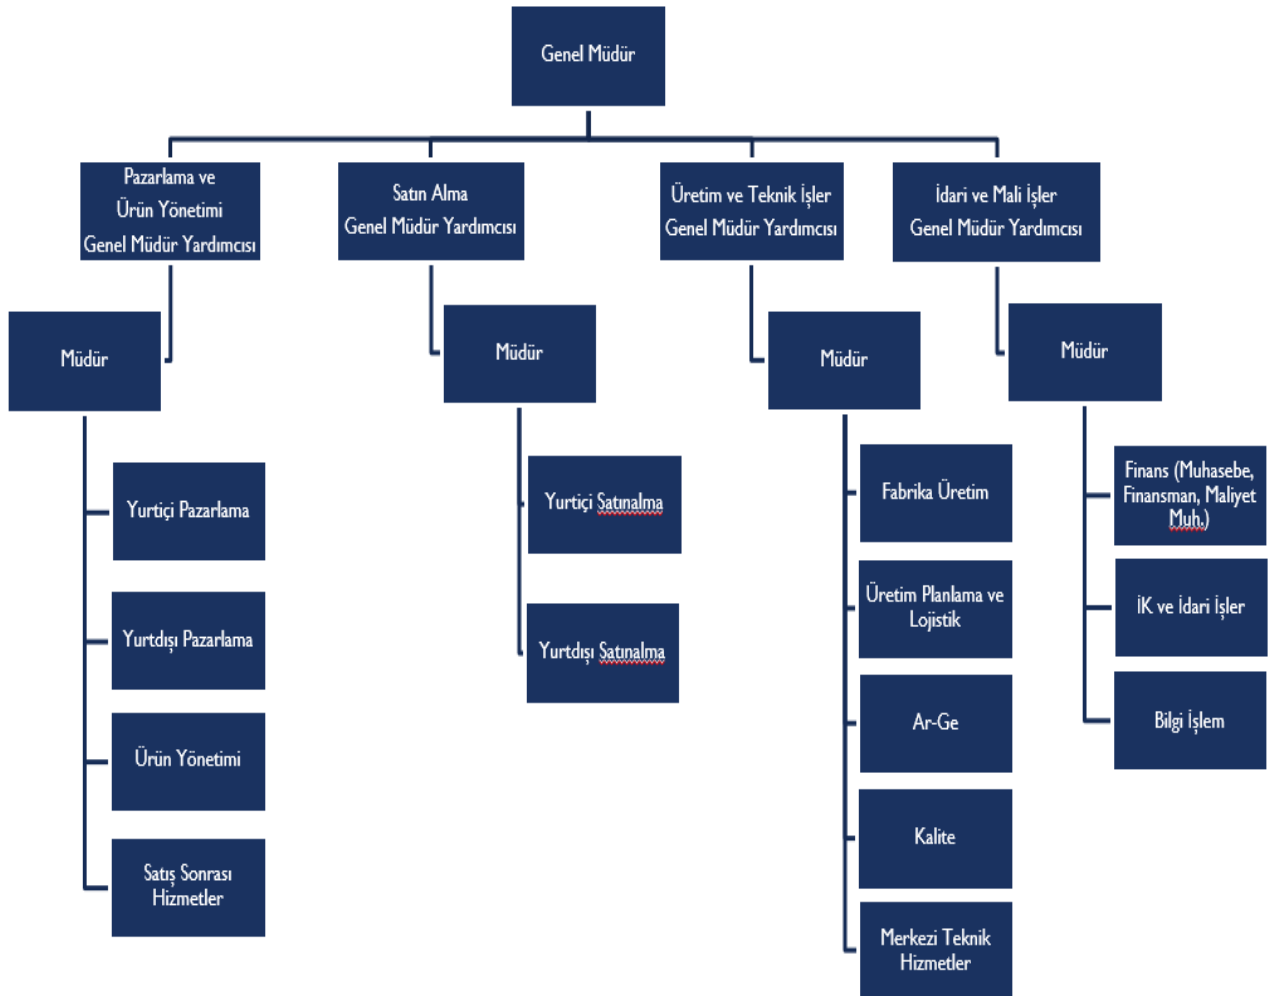 Genel Müdür
Pazarlama ve
Ürün Yönetimi
Genel Müdür Yardımcısı
Satın Alma
Genel Müdür Yardımcısı
Üretim ve Teknik İşler
Genel Müdür Yardımcısı
İdari ve Mali İşler
Genel Müdür Yardımcısı
Müdür
Müdür
Müdür
Müdür
Yurtiçi Pazarlama
Yurtdışı Pazarlama
Ürün Yönetimi
Satış Sonrası
Hizmetler
Yurtiçi Satınalma
Yurtdışı Satınalma
Fabrika Üretim
Üretim Planlama ve
Lojistik
Ar-Ge
Kalite
Merkezi Teknik
Hizmetler
Finans (Muhasebe,
Finansman, Maliyet
Muh.)
İK ve İdari İşler
Bilgi İşlem